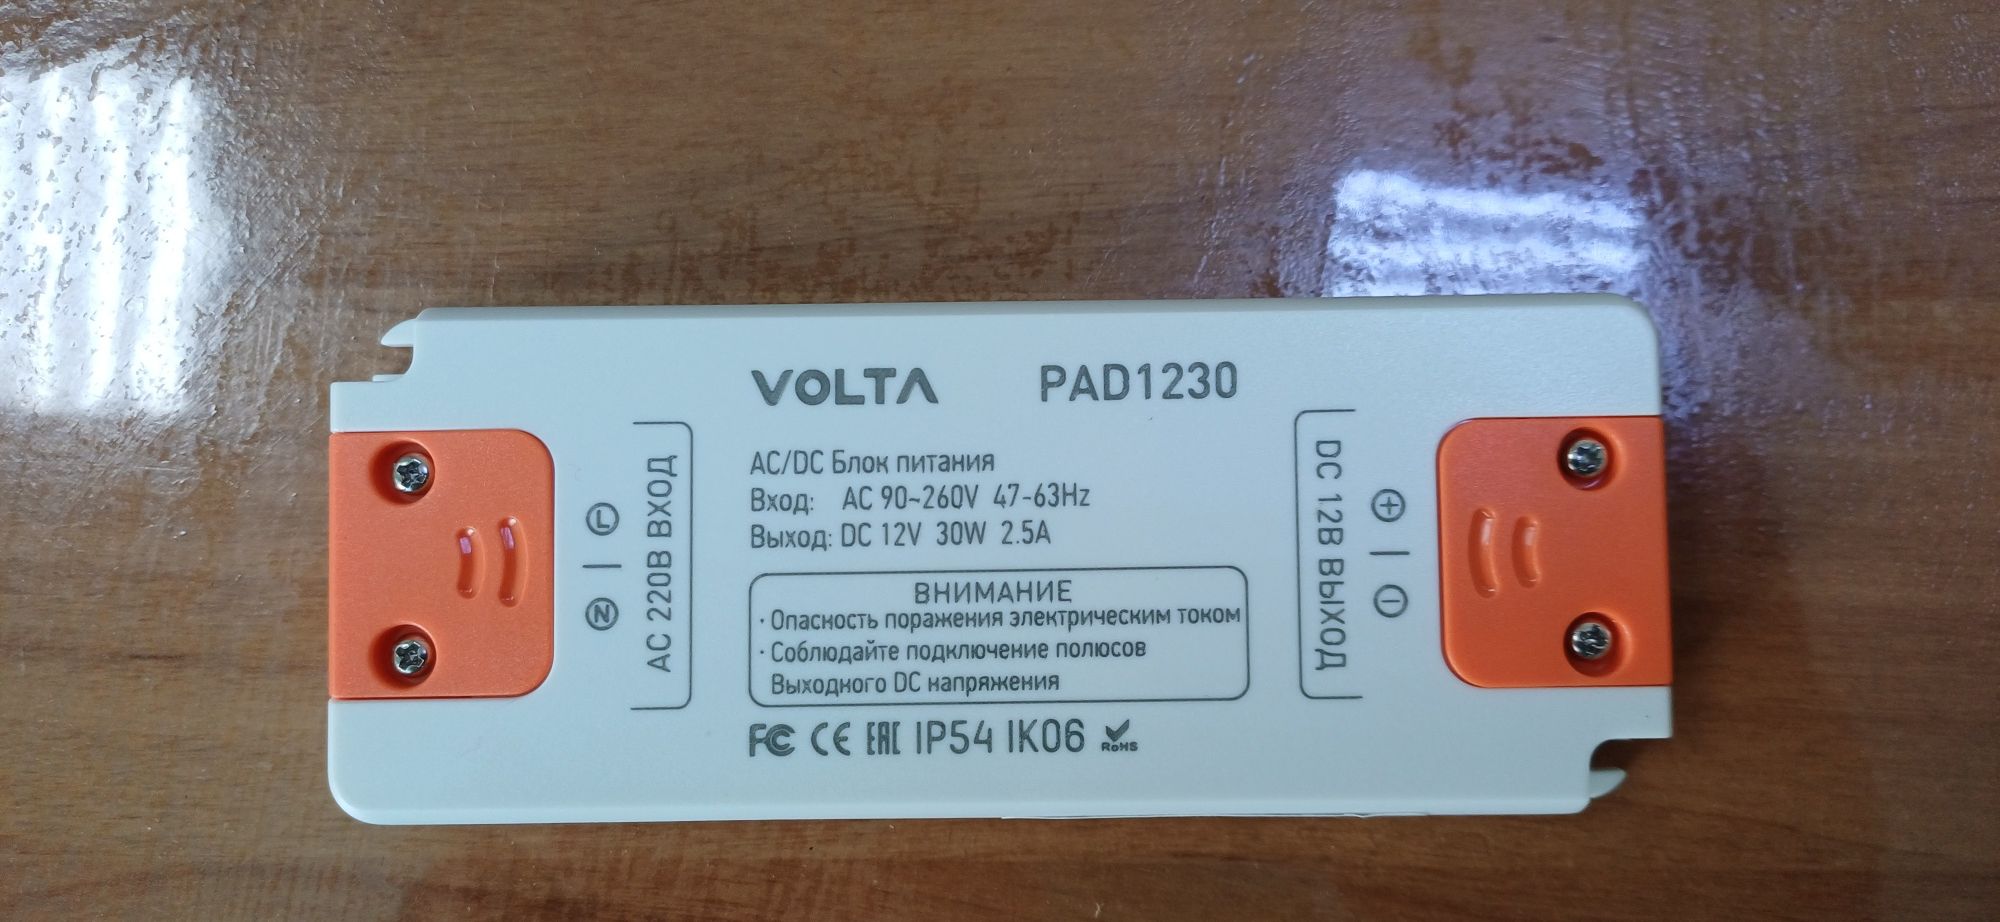 VOLTA PAD1230
AC/DC Блок питания
Вход: AC 90~260V 47-63Hz
Выход: DC 12V 30W 2.5A
ВНИМАНИЕ
· Опасность поражения электрическим током
· Соблюдайте подключение полюсов
Выходного DC напряжения
FC CE EAC IP54 IK06 RoHS
L
N
AC 220В ВХОД
DC 12В ВЫХОД
+
-